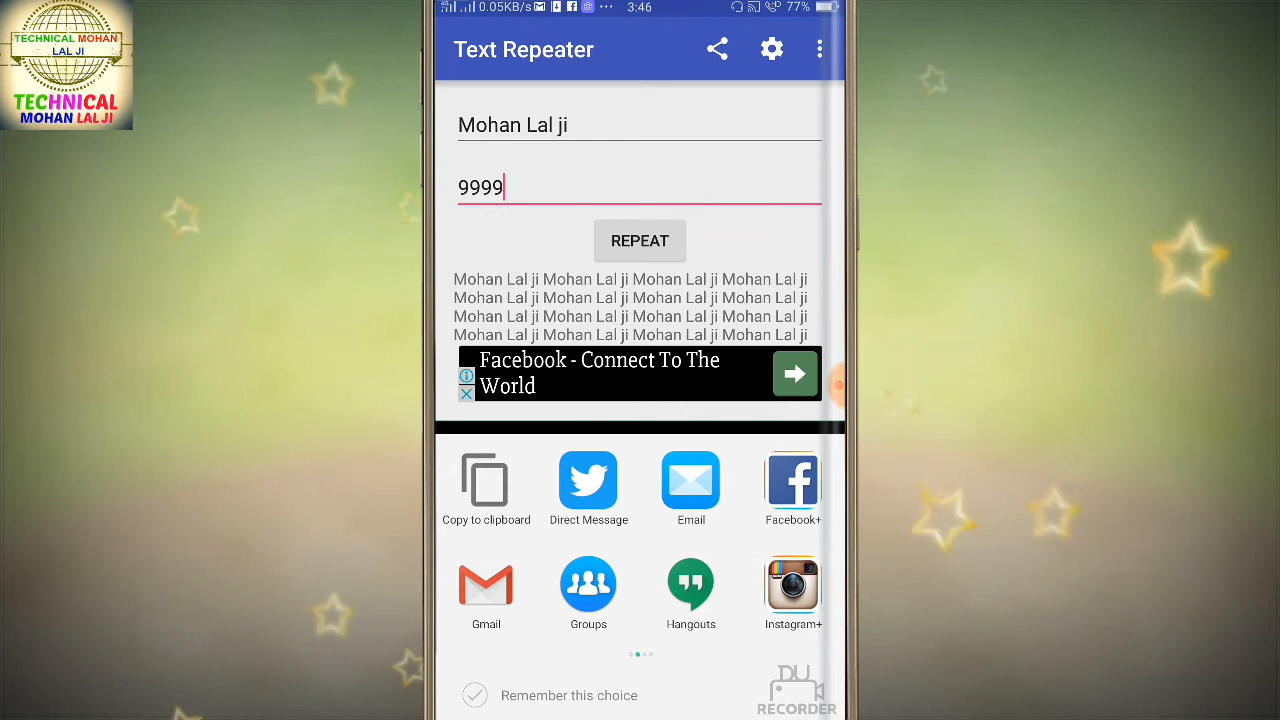 TECHNICAL MOHAN
LAL JI
TECHNICAL
MOHAN LAL JI
0.05KB/s ... 3:46 77%
Text Repeater
Mohan Lal ji
9999
REPEAT
Mohan Lal ji Mohan Lal ji Mohan Lal ji Mohan Lal ji
Mohan Lal ji Mohan Lal ji Mohan Lal ji Mohan Lal ji
Mohan Lal ji Mohan Lal ji Mohan Lal ji Mohan Lal ji
Mohan Lal ji Mohan Lal ji Mohan Lal ji Mohan Lal ji
Facebook - Connect To The
World
Copy to clipboard Direct Message Email Facebook+
Gmail Groups Hangouts Instagram+
Remember this choice
DU
RECORDER